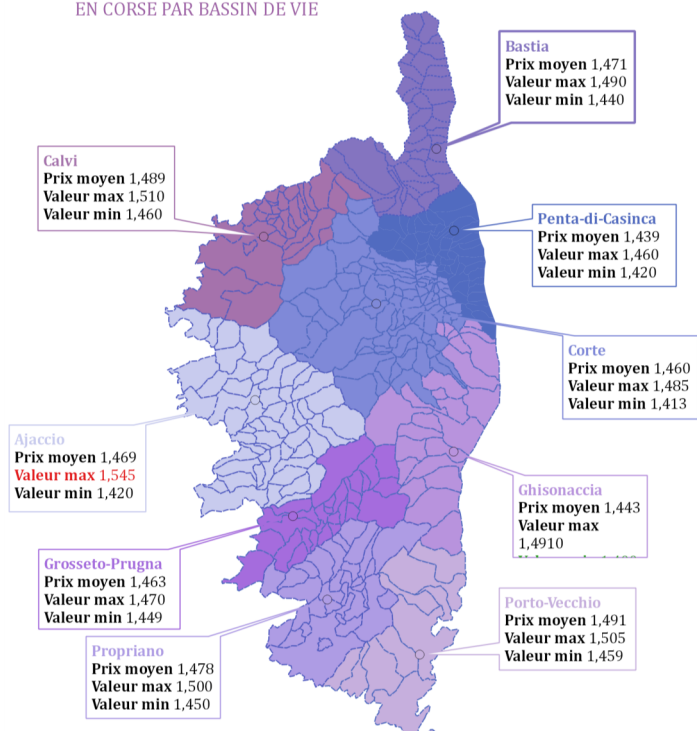 EN CORSE PAR BASSIN DE VIE
Bastia
Prix moyen 1,471
Valeur max 1,490
Valeur min 1,440
Calvi
Prix moyen 1,489
Valeur max 1,510
Valeur min 1,460
Penta-di-Casinca
Prix moyen 1,439
Valeur max 1,460
Valeur min 1,420
Corte
Prix moyen 1,460
Valeur max 1,485
Valeur min 1,413
Ajaccio
Prix moyen 1,469
Valeur max 1,545
Valeur min 1,420
Ghisonaccia
Prix moyen 1,443
Valeur max
1,4910
Grosseto-Prugna
Prix moyen 1,463
Valeur max 1,470
Valeur min 1,449
Porto-Vecchio
Prix moyen 1,491
Valeur max 1,505
Valeur min 1,459
Propriano
Prix moyen 1,478
Valeur max 1,500
Valeur min 1,450